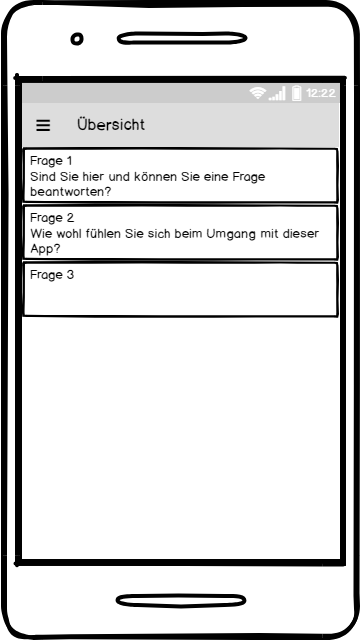 12:22
Übersicht
Frage 1
Sind Sie hier und können Sie eine Frage
beantworten?
Frage 2
Wie wohl fühlen Sie sich beim Umgang mit dieser
App?
Frage 3